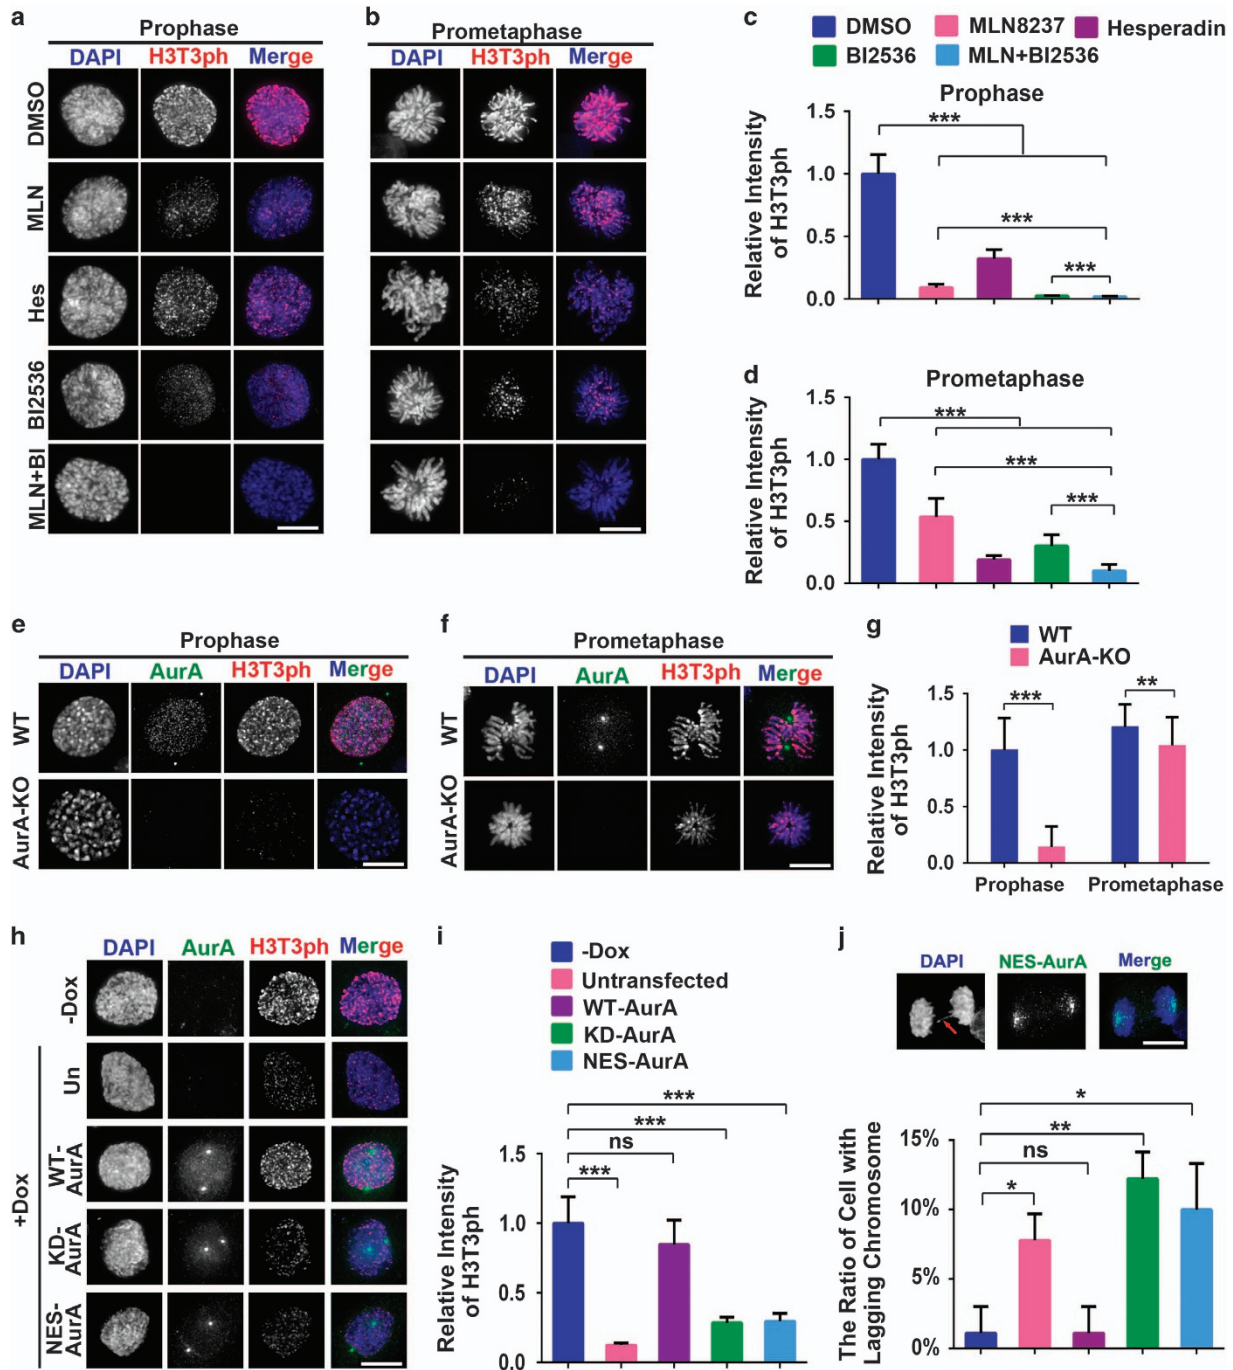 a
Prophase
DAPI H3T3ph Merge
DMSO
MLN
Hes
BI2536
MLN+BI
b
Prometaphase
DAPI H3T3ph Merge
c
DMSO MLN8237 Hesperadin
BI2536 MLN+BI2536
Prophase
Relative Intensity
of H3T3ph
1.5
1.0
0.5
0.0
***
***
***
d
Prometaphase
Relative Intensity
of H3T3ph
1.5
1.0
0.5
0.0
***
***
***
e
Prophase
DAPI AurA H3T3ph Merge
WT
AurA-KO
f
Prometaphase
DAPI AurA H3T3ph Merge
WT
AurA-KO
g
WT
AurA-KO
Relative Intensity
of H3T3ph
1.5
1.0
0.5
0.0
*** **
Prophase Prometaphase
h
DAPI AurA H3T3ph Merge
-Dox
+Dox
Un
WT-
AurA
KD-
AurA
NES-
AurA
i
-Dox
Untransfected
WT-AurA
KD-AurA
NES-AurA
***
***
ns
***
Relative Intensity
of H3T3ph
1.5
1.0
0.5
0.0
j
DAPI NES-AurA Merge
*
**
ns
*
The Ratio of Cell with
Lagging Chromosome
15%
10%
5%
0%